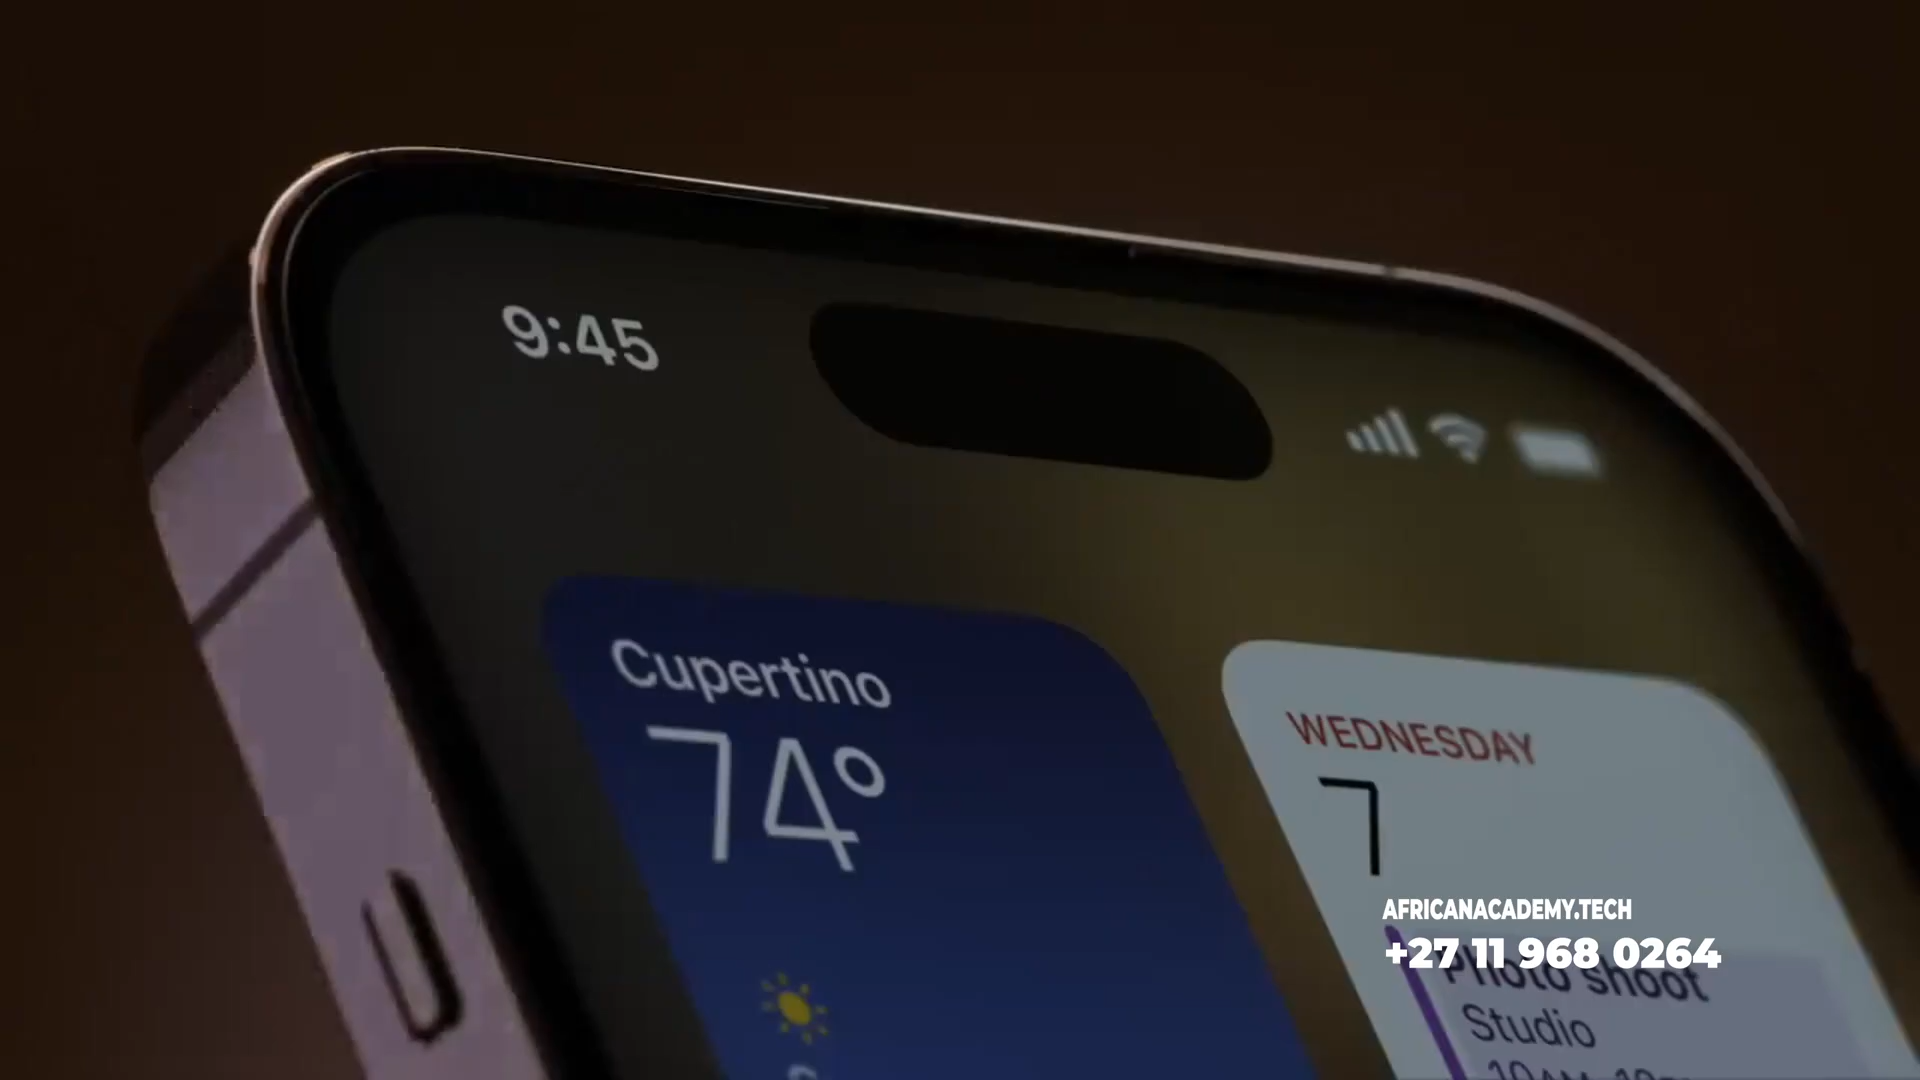 9:45
Cupertino
74°
WEDNESDAY
7
AFRICANACADEMY.TECH
+27 11 968 0264
Photo shoot
Studio